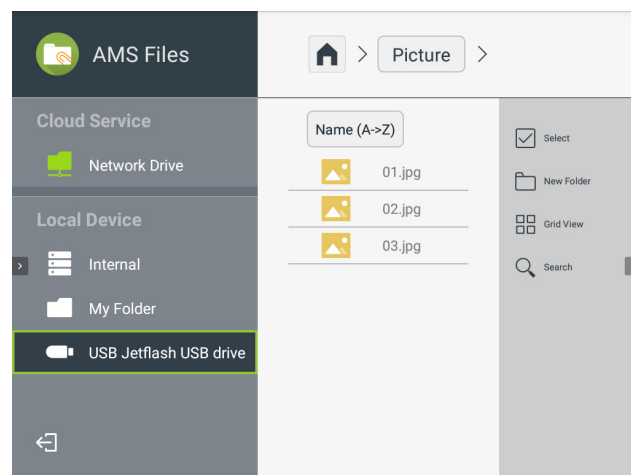 AMS Files
Picture
Cloud Service
Network Drive
Local Device
Internal
My Folder
USB Jetflash USB drive
Name (A->Z)
01.jpg
02.jpg
03.jpg
Select
New Folder
Grid View
Search